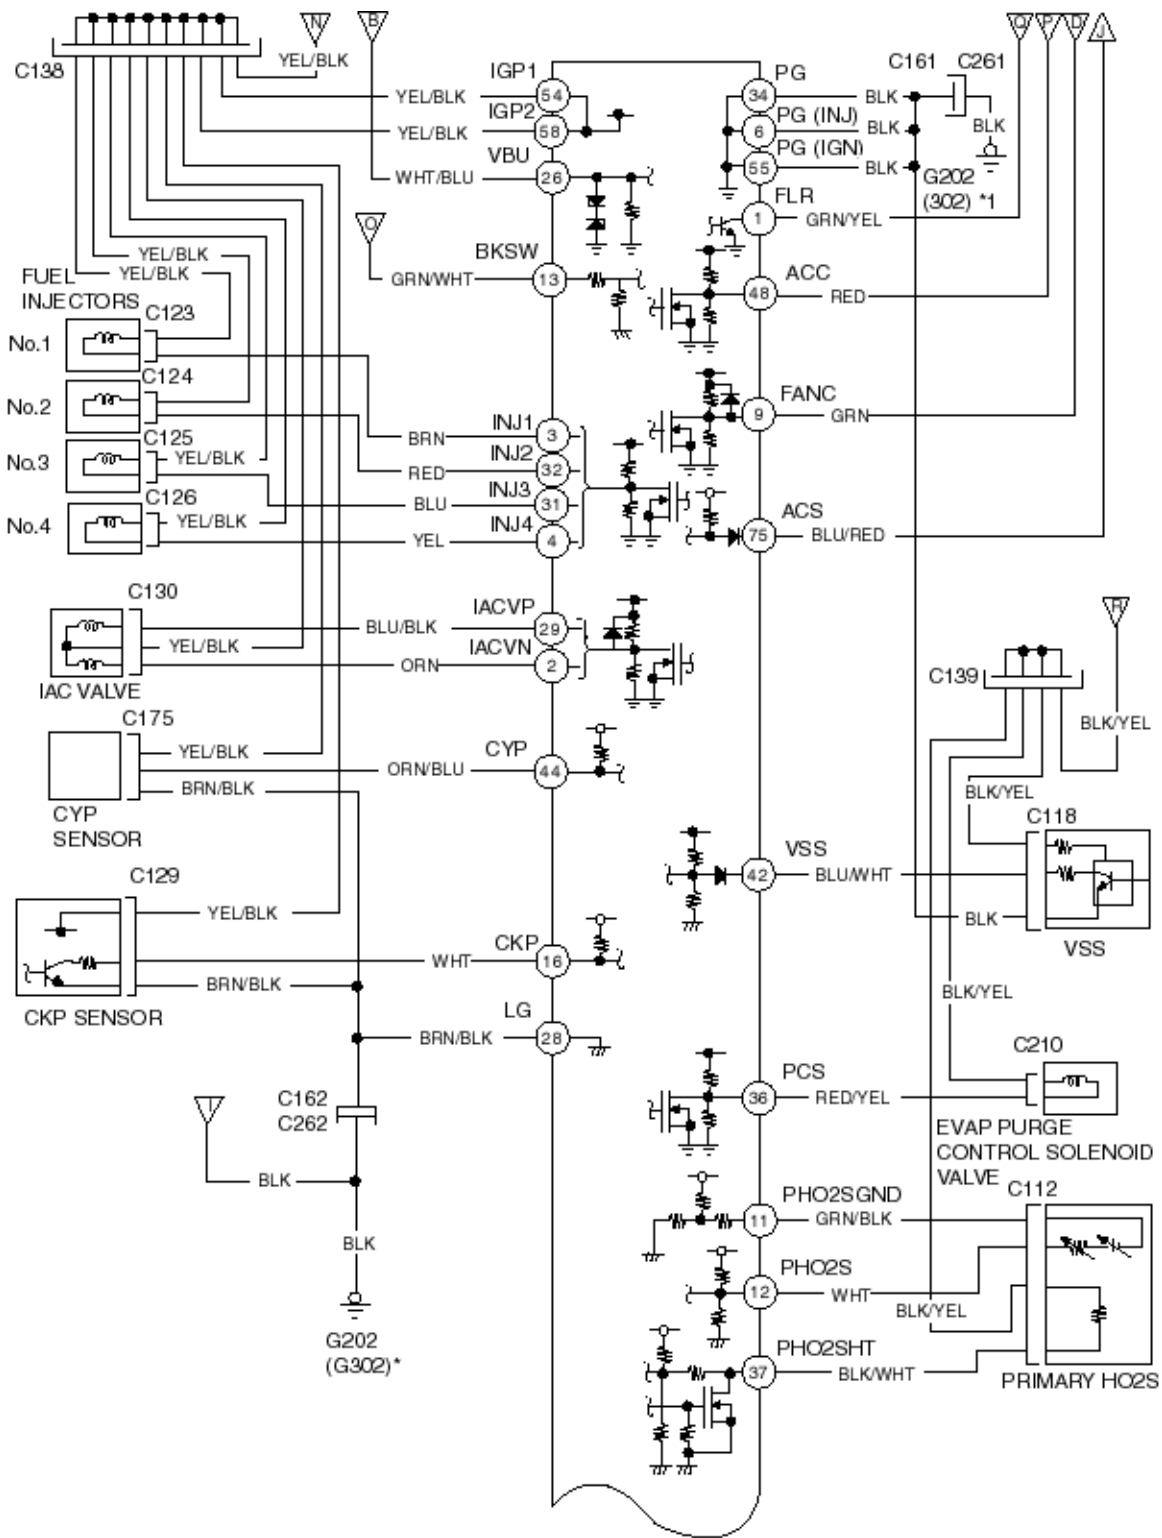 N
B
Q
P
D
J
C138
YEL/BLK
IGP1
PG
C161
C261
YEL/BLK
54
34
BLK
IGP2
PG (INJ)
BLK
YEL/BLK
58
6
BLK
VBU
PG (IGN)
WHT/BLU
26
55
BLK
G202
(302) *1
FLR
1
GRN/YEL
O
YEL/BLK
YEL/BLK
BKSW
ACC
GRN/WHT
13
48
RED
FUEL
INJECTORS
C123
No.1
C124
FANC
No.2
9
GRN
C125
INJ1
BRN
3
No.3
YEL/BLK
INJ2
RED
32
C126
INJ3
ACS
BLU
31
No.4
YEL/BLK
INJ4
YEL
4
75
BLU/RED
C130
IACVP
R
BLU/BLK
29
YEL/BLK
IACVN
ORN
2
IAC VALVE
C139
C175
BLK/YEL
YEL/BLK
CYP
ORN/BLU
44
BRN/BLK
BLK/YEL
CYP
SENSOR
C118
VSS
C129
42
BLU/WHT
YEL/BLK
BLK
CKP
VSS
WHT
16
BRN/BLK
BLK/YEL
CKP SENSOR
LG
BRN/BLK
28
C210
PCS
C162
C262
36
RED/YEL
I
EVAP PURGE
CONTROL SOLENOID
VALVE
BLK
C112
PHO2SGND
11
GRN/BLK
BLK
PHO2S
12
WHT
BLK/YEL
G202
(G302)*
PHO2SHT
37
BLK/WHT
PRIMARY HO2S